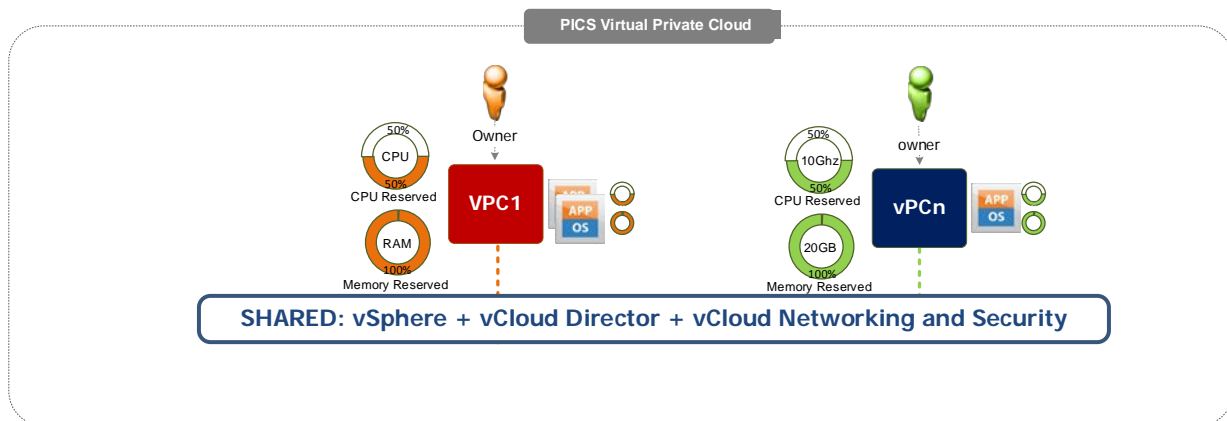 PICS Virtual Private Cloud
Owner
50%
CPU
50%
CPU Reserved
RAM
100%
Memory Reserved
VPC1
APP
APP
OS
owner
50%
10Ghz
50%
CPU Reserved
20GB
100%
Memory Reserved
vPCn
APP
OS
SHARED: vSphere + vCloud Director + vCloud Networking and Security